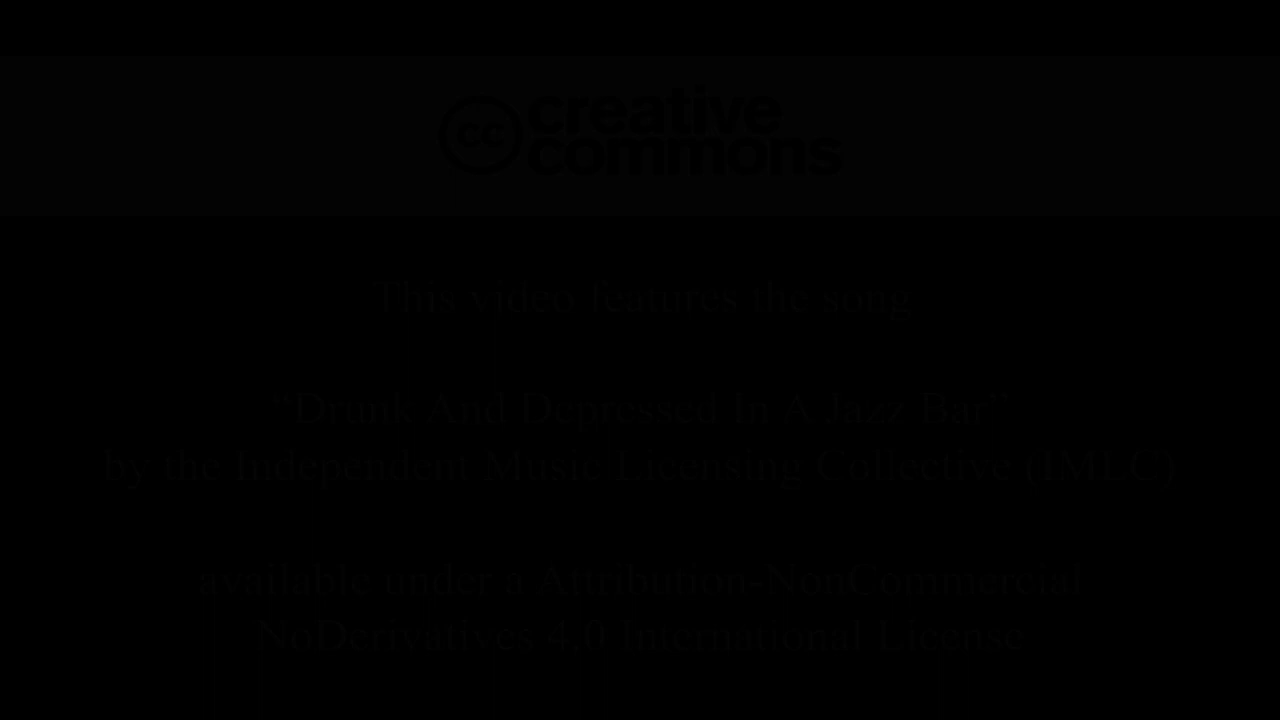 cc creative
commons
This video features the song
“Drunk And Depressed In A Jazz Bar”
by the Independent Music Licensing Collective (IMLC)
available under a Attribution-NonCommercial
NoDerivatives 4.0 International License